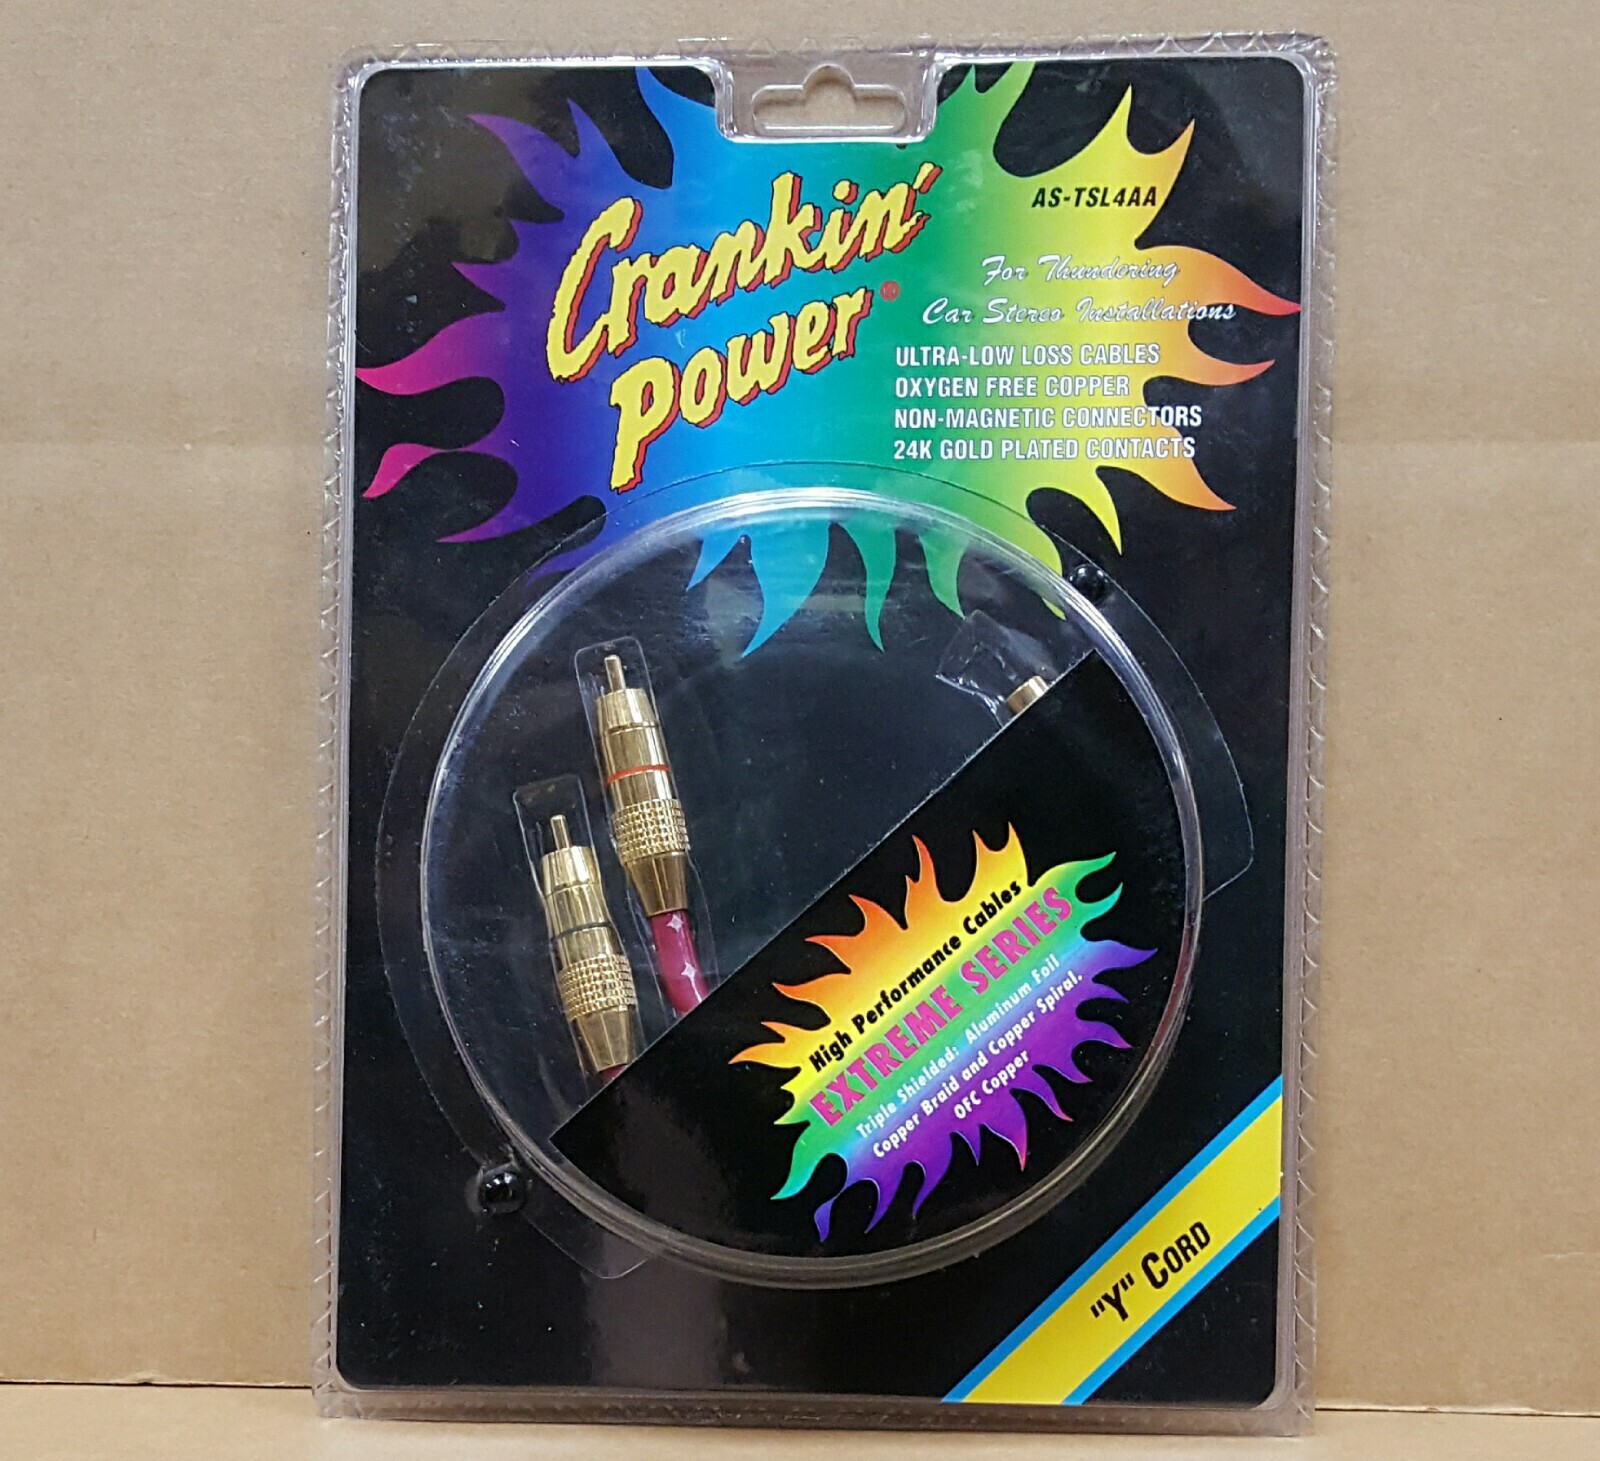 Crankin'
Power®
AS-TSL4AA
For Thundering
Car Stereo Installations
ULTRA-LOW LOSS CABLES
OXYGEN FREE COPPER
NON-MAGNETIC CONNECTORS
24K GOLD PLATED CONTACTS
High Performance Cables
EXTREME SERIES
Triple Shielded: Aluminum Foil
Copper Braid and Copper Spiral.
OFC Copper
"Y" CORD